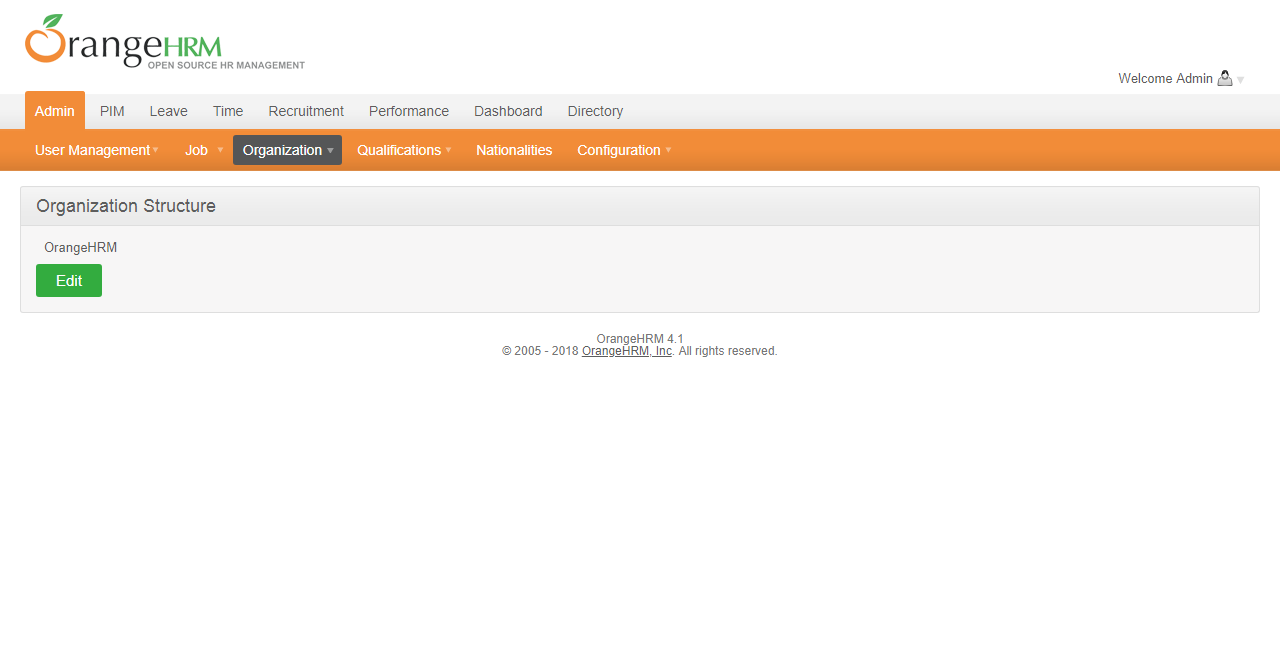 OrangeHRM
OPEN SOURCE HR MANAGEMENT
Welcome Admin
Admin PIM Leave Time Recruitment Performance Dashboard Directory
User Management Job Organization Qualifications Nationalities Configuration
Organization Structure
OrangeHRM
Edit
OrangeHRM 4.1
© 2005 - 2018 OrangeHRM, Inc. All rights reserved.